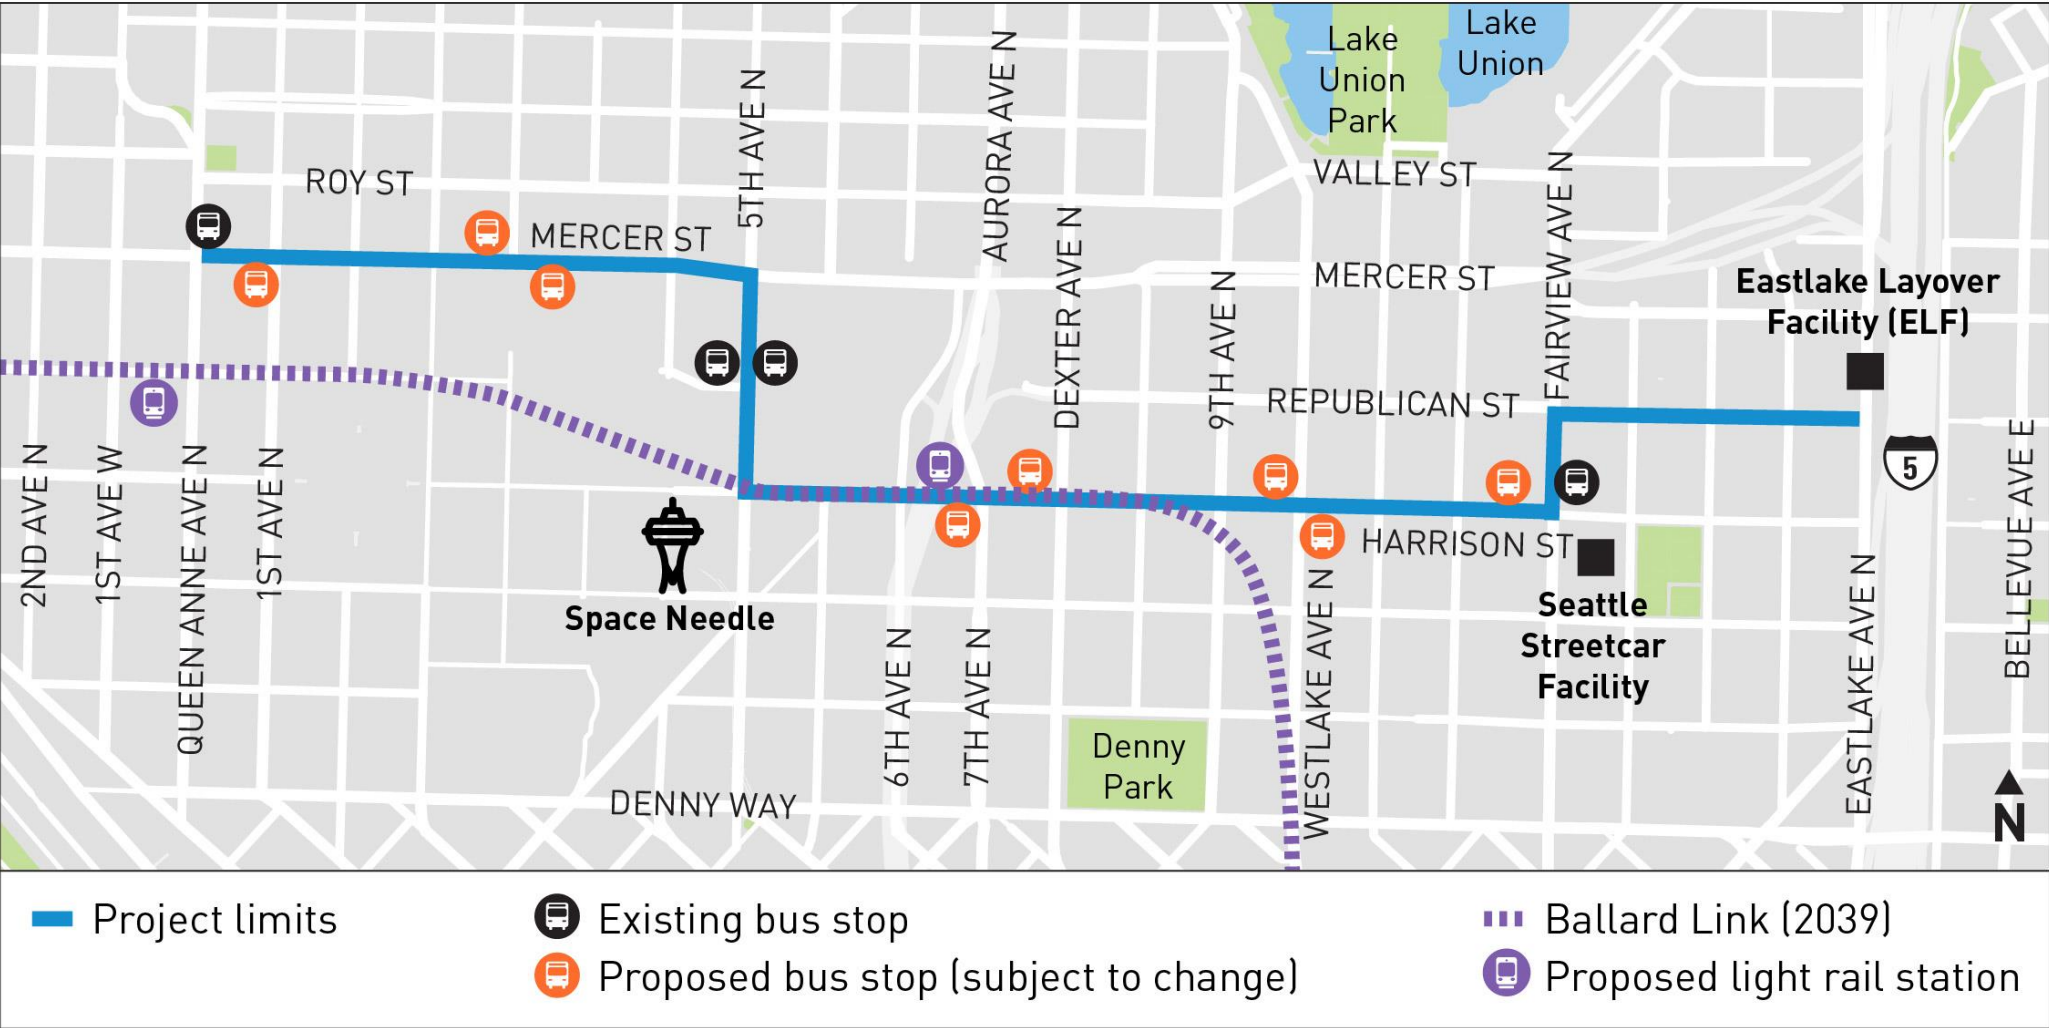 Lake
Union
Park
Lake
Union
5TH AVE N
AURORA AVE N
ROY ST
VALLEY ST
FAIRVIEW AVE N
MERCER ST
DEXTER AVE N
9TH AVE N
MERCER ST
Eastlake Layover
Facility (ELF)
REPUBLICAN ST
2ND AVE N
1ST AVE W
QUEEN ANNE AVE N
1ST AVE N
5
BELLEVUE AVE E
HARRISON ST
Space Needle
Seattle
Streetcar
Facility
6TH AVE N
7TH AVE N
WESTLAKE AVE N
EASTLAKE AVE N
Denny
Park
DENNY WAY
N
Project limits
Existing bus stop
Proposed bus stop (subject to change)
Ballard Link (2039)
Proposed light rail station